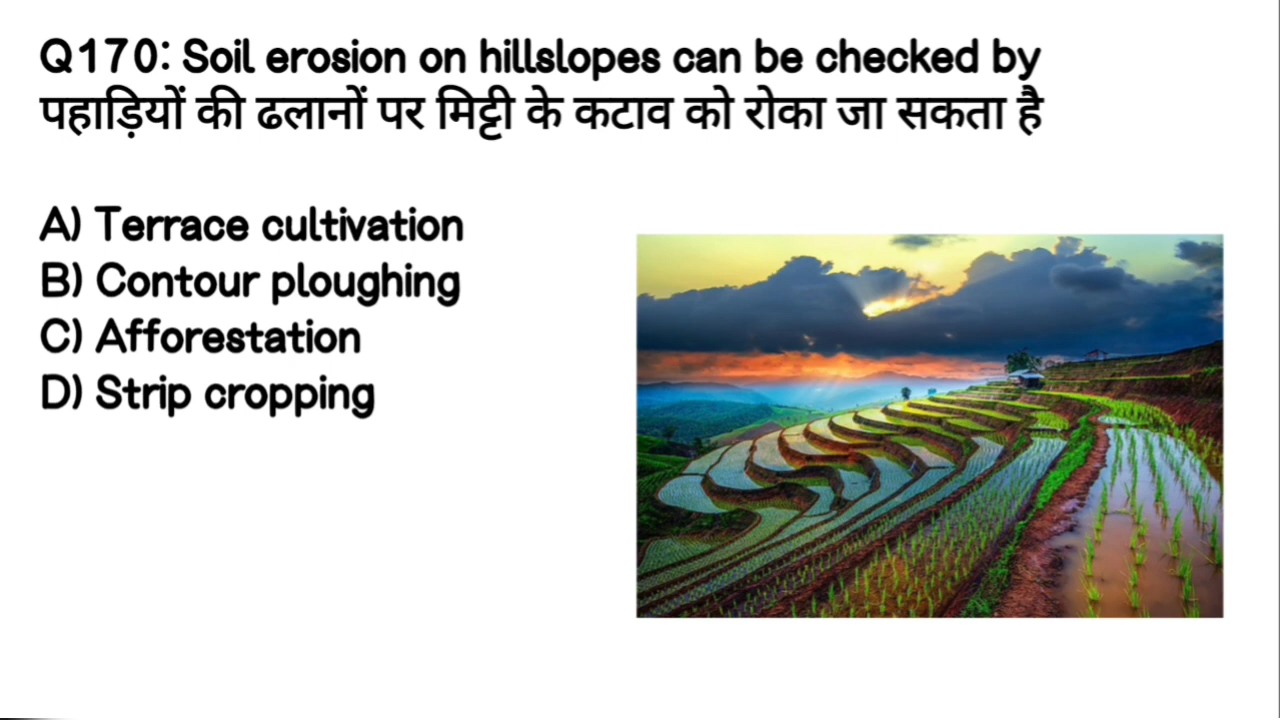 Q170: Soil erosion on hillslopes can be checked by
पहाड़ियों की ढलानों पर मिट्टी के कटाव को रोका जा सकता है
A) Terrace cultivation
B) Contour ploughing
C) Afforestation
D) Strip cropping